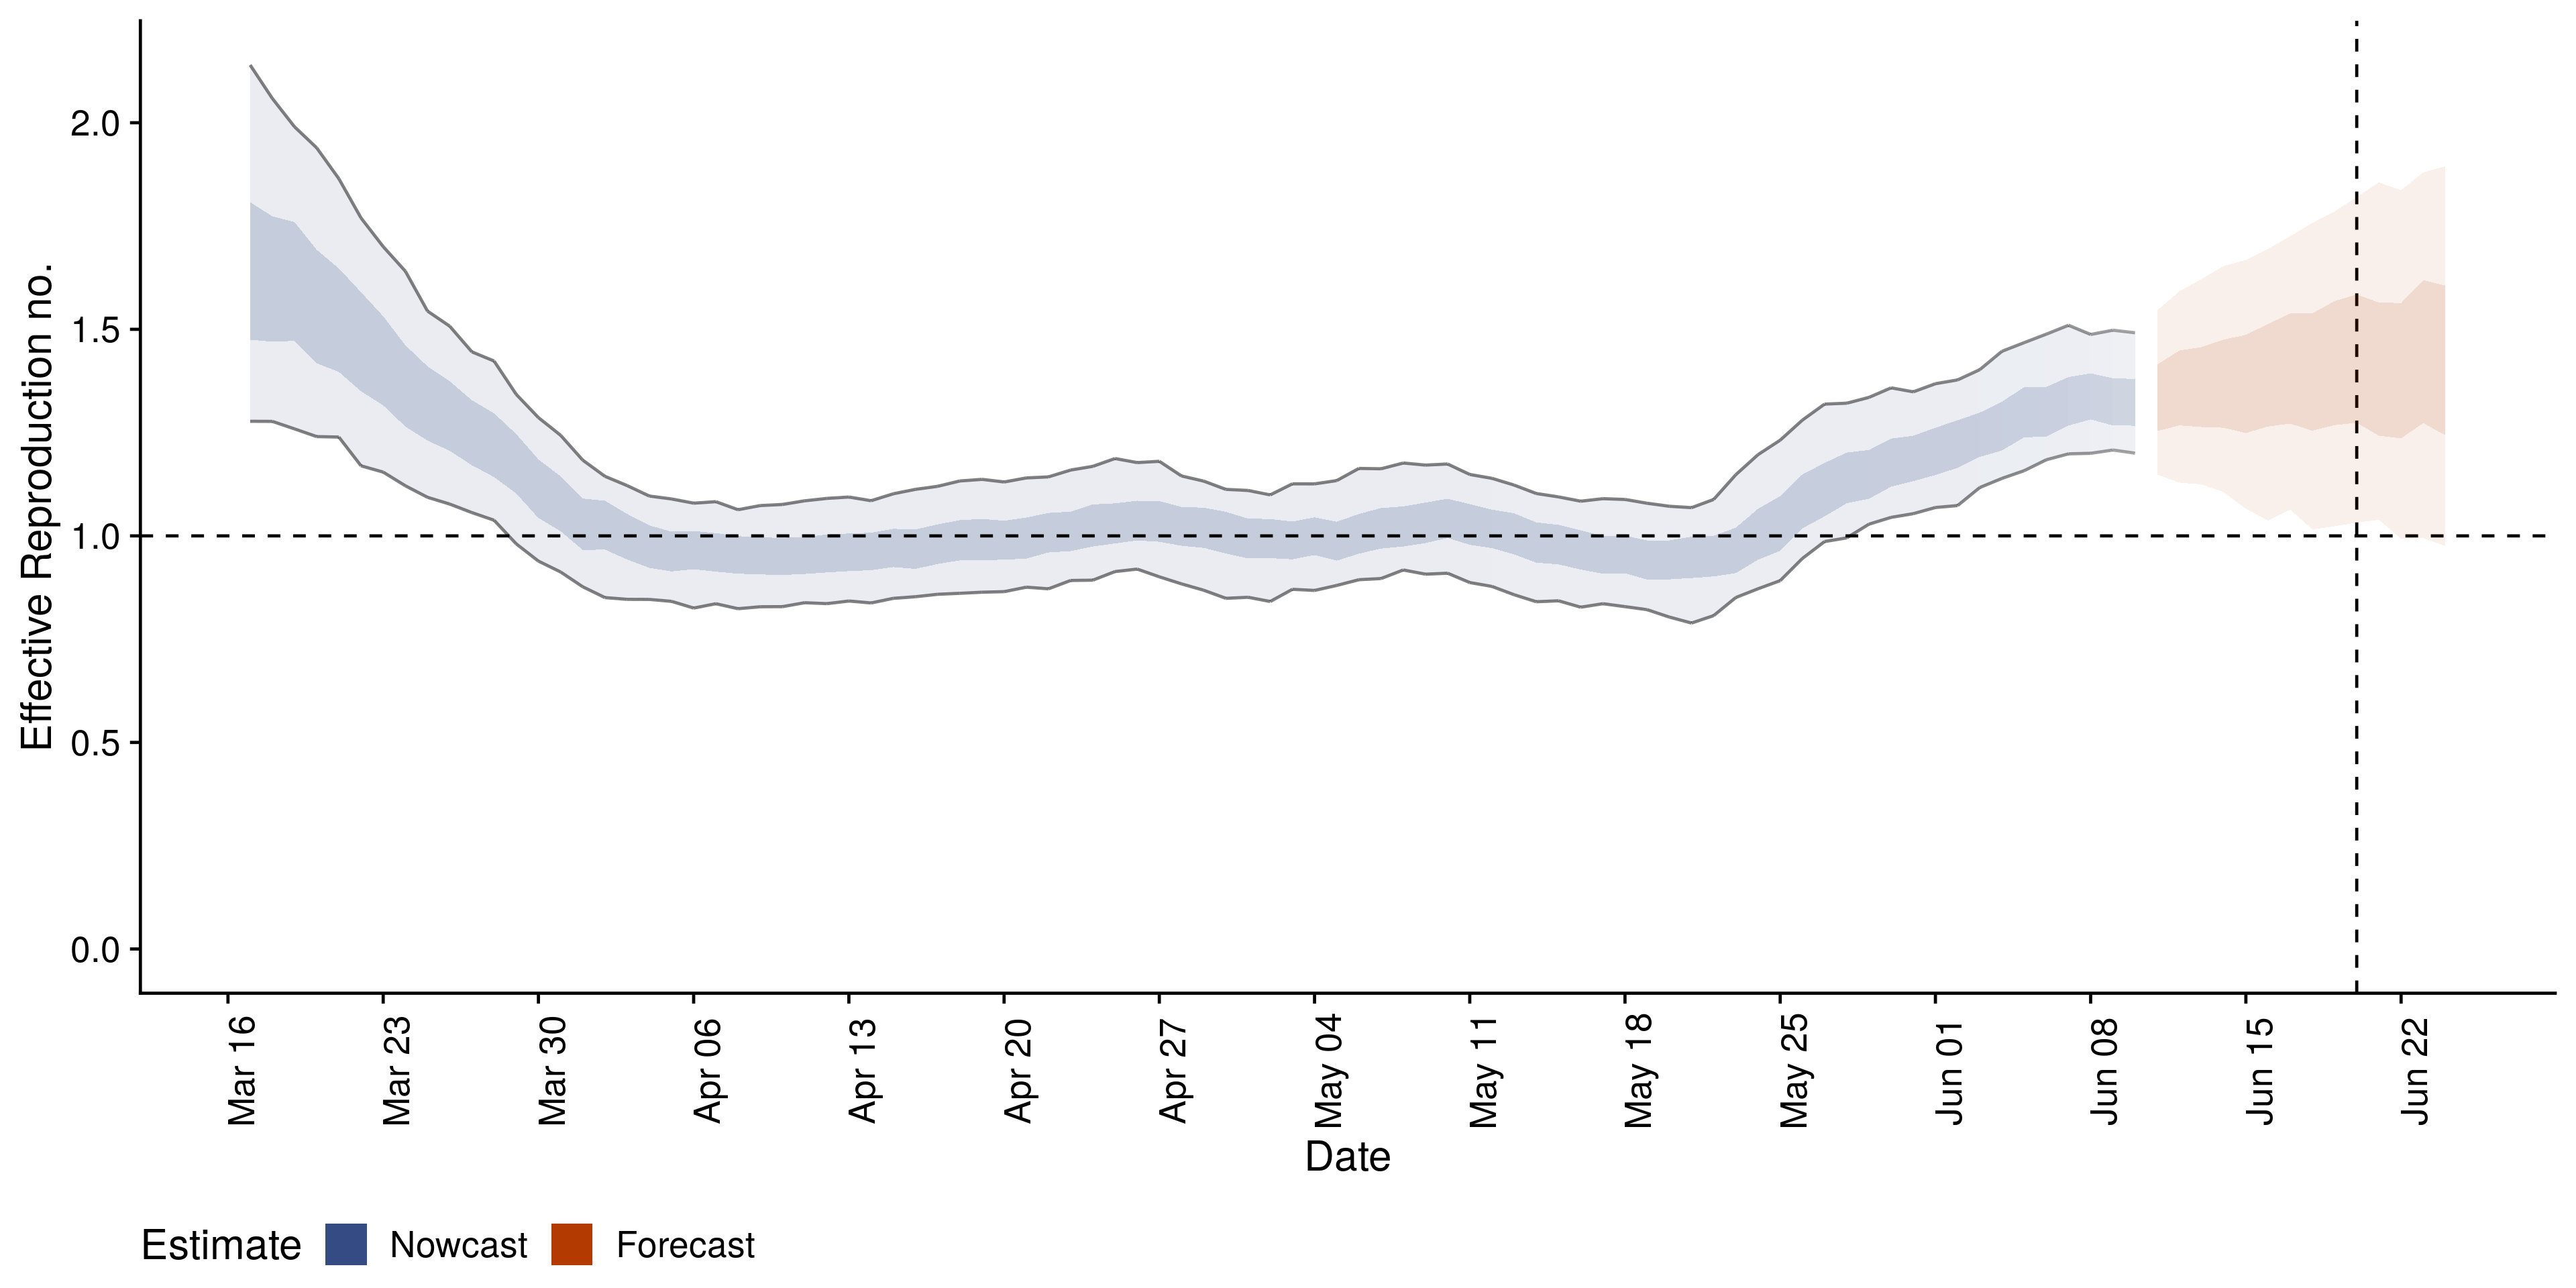 Effective Reproduction no.
2.0
1.5
1.0
0.5
0.0
Mar 16
Mar 23
Mar 30
Apr 06
Apr 13
Apr 20
Apr 27
May 04
May 11
May 18
May 25
Jun 01
Jun 08
Jun 15
Jun 22
Date
Estimate Nowcast Forecast